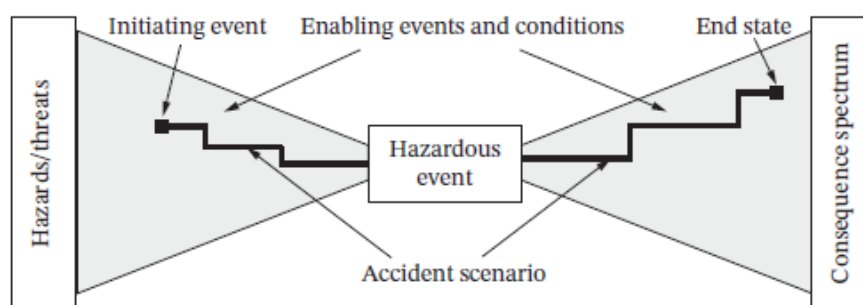 Initiating event
Enabling events and conditions
End state
Hazards/threats
Hazardous
event
Consequence spectrum
Accident scenario